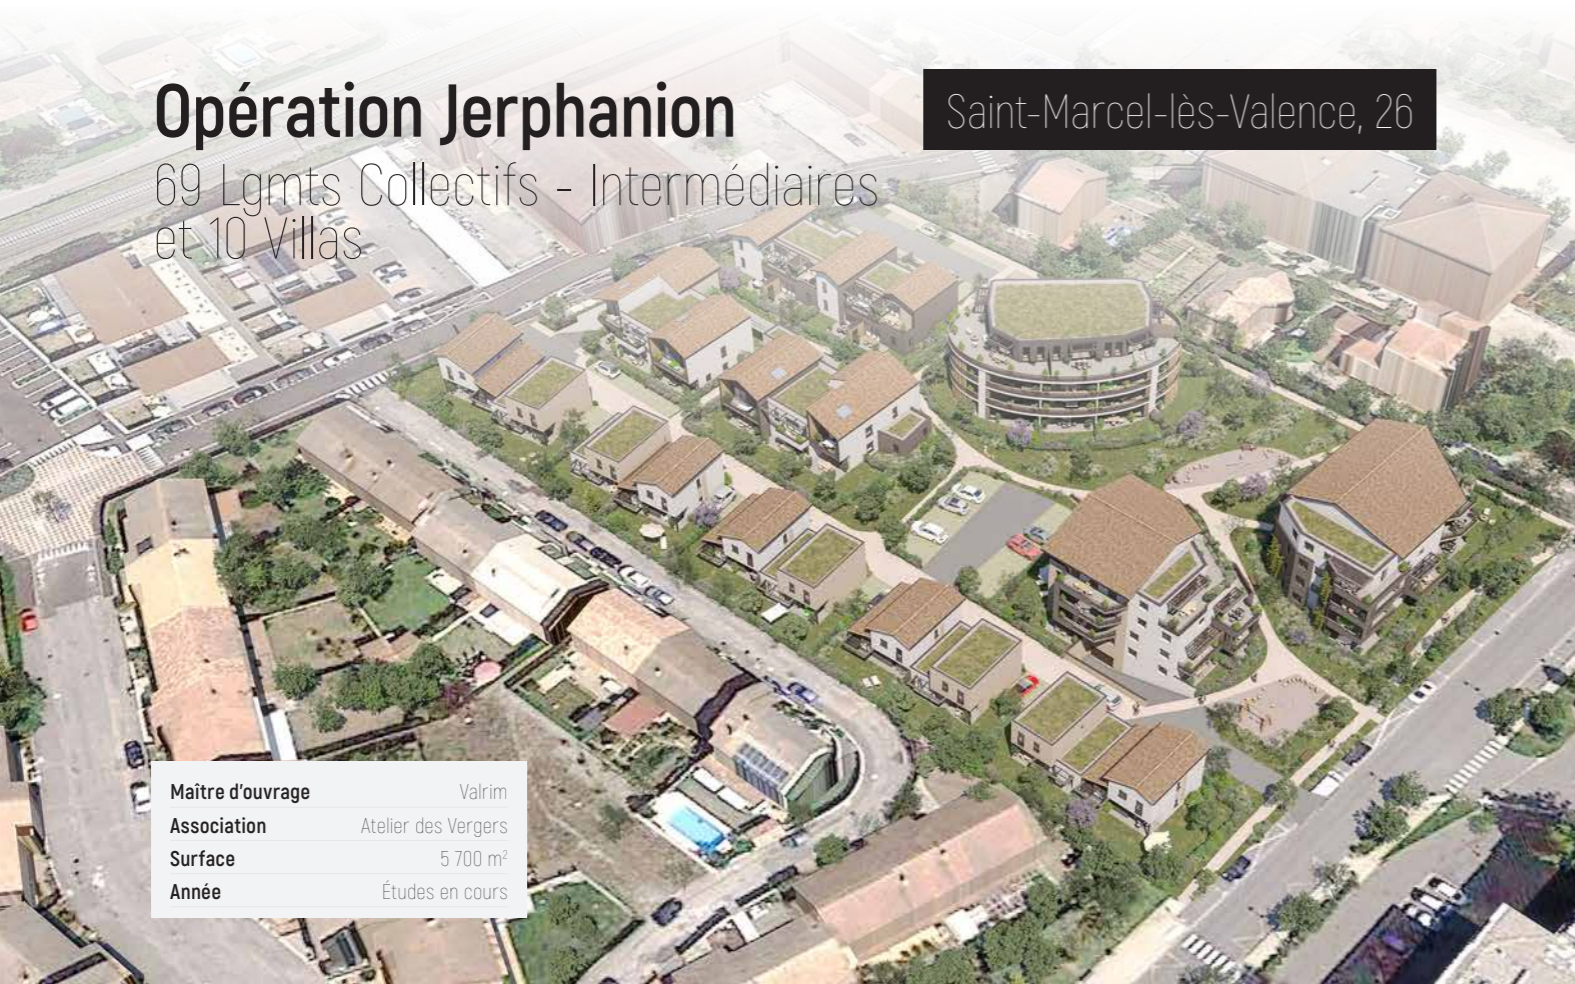 Opération Jerphanion
Saint-Marcel-lès-Valence, 26
69 Lgmts Collectifs - Intermédiaires
et 10 Villas
Maître d'ouvrage Valrim
Association Atelier des Vergers
Surface 5 700 m²
Année Études en cours